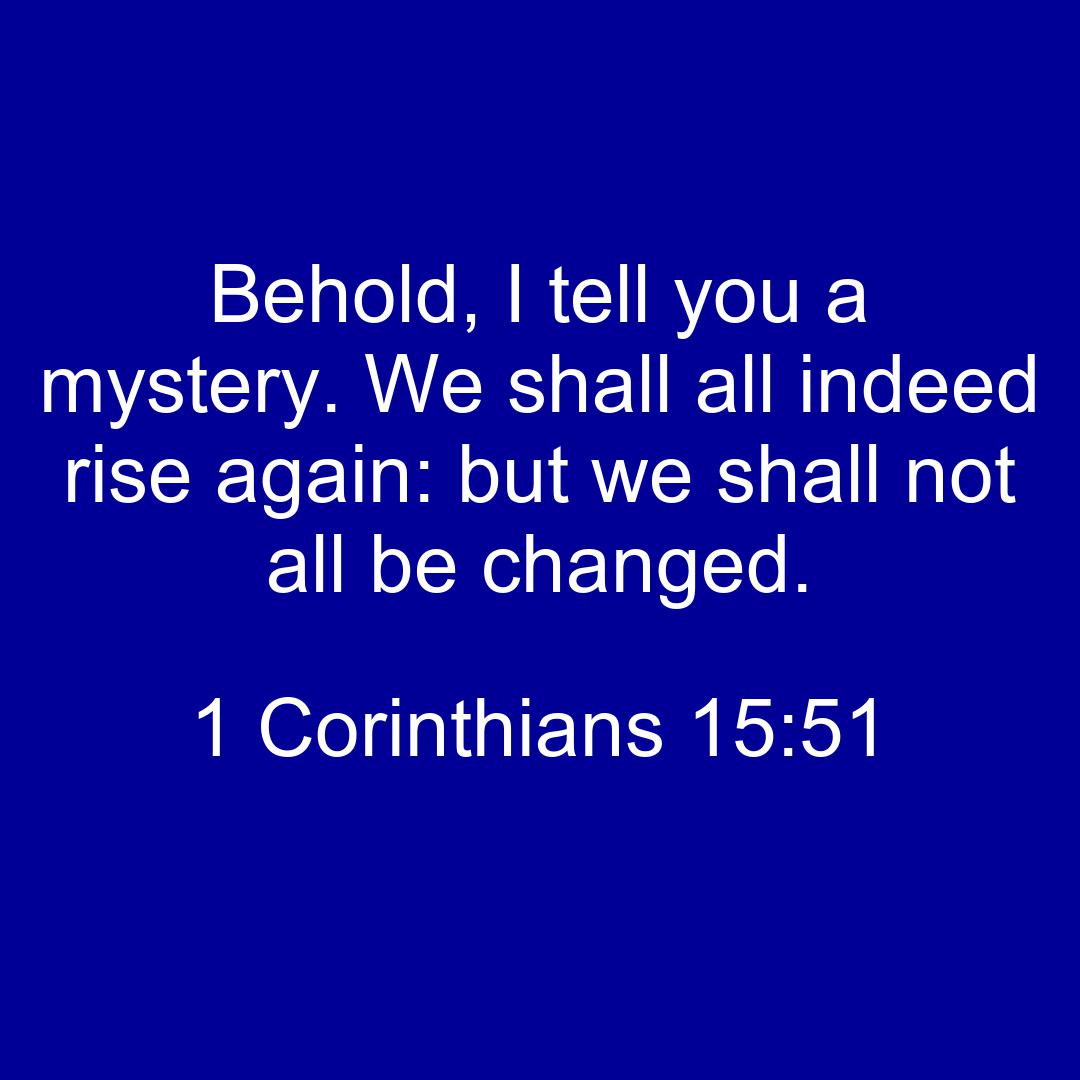 Behold, I tell you a
mystery. We shall all indeed
rise again: but we shall not
all be changed.
1 Corinthians 15:51